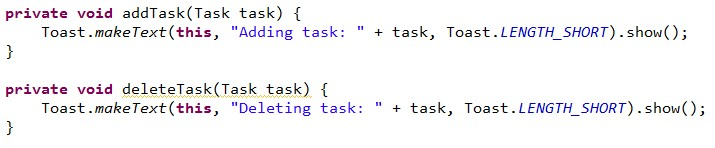 private void addTask(Task task) {
    Toast.makeText(this, "Adding task: " + task, Toast.LENGTH_SHORT).show();
}
private void deleteTask(Task task) {
    Toast.makeText(this, "Deleting task: " + task, Toast.LENGTH_SHORT).show();
}